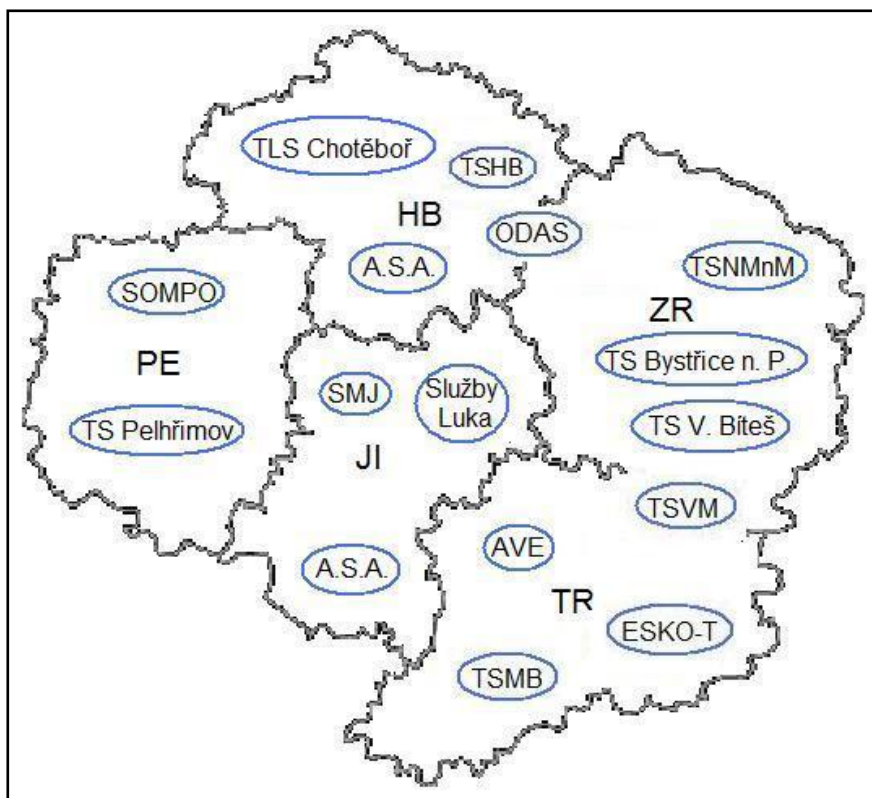 TLS Chotěboř
TSHB
HB
ODAS
A.S.A.
TSNMnM
SOMPO
ZR
PE
TS Bystřice n. P.
SMJ
Služby
Luka
TS Pelhřimov
TS V. Bíteš
JI
TSVM
AVE
A.S.A.
TR
ESKO-T
TSMB